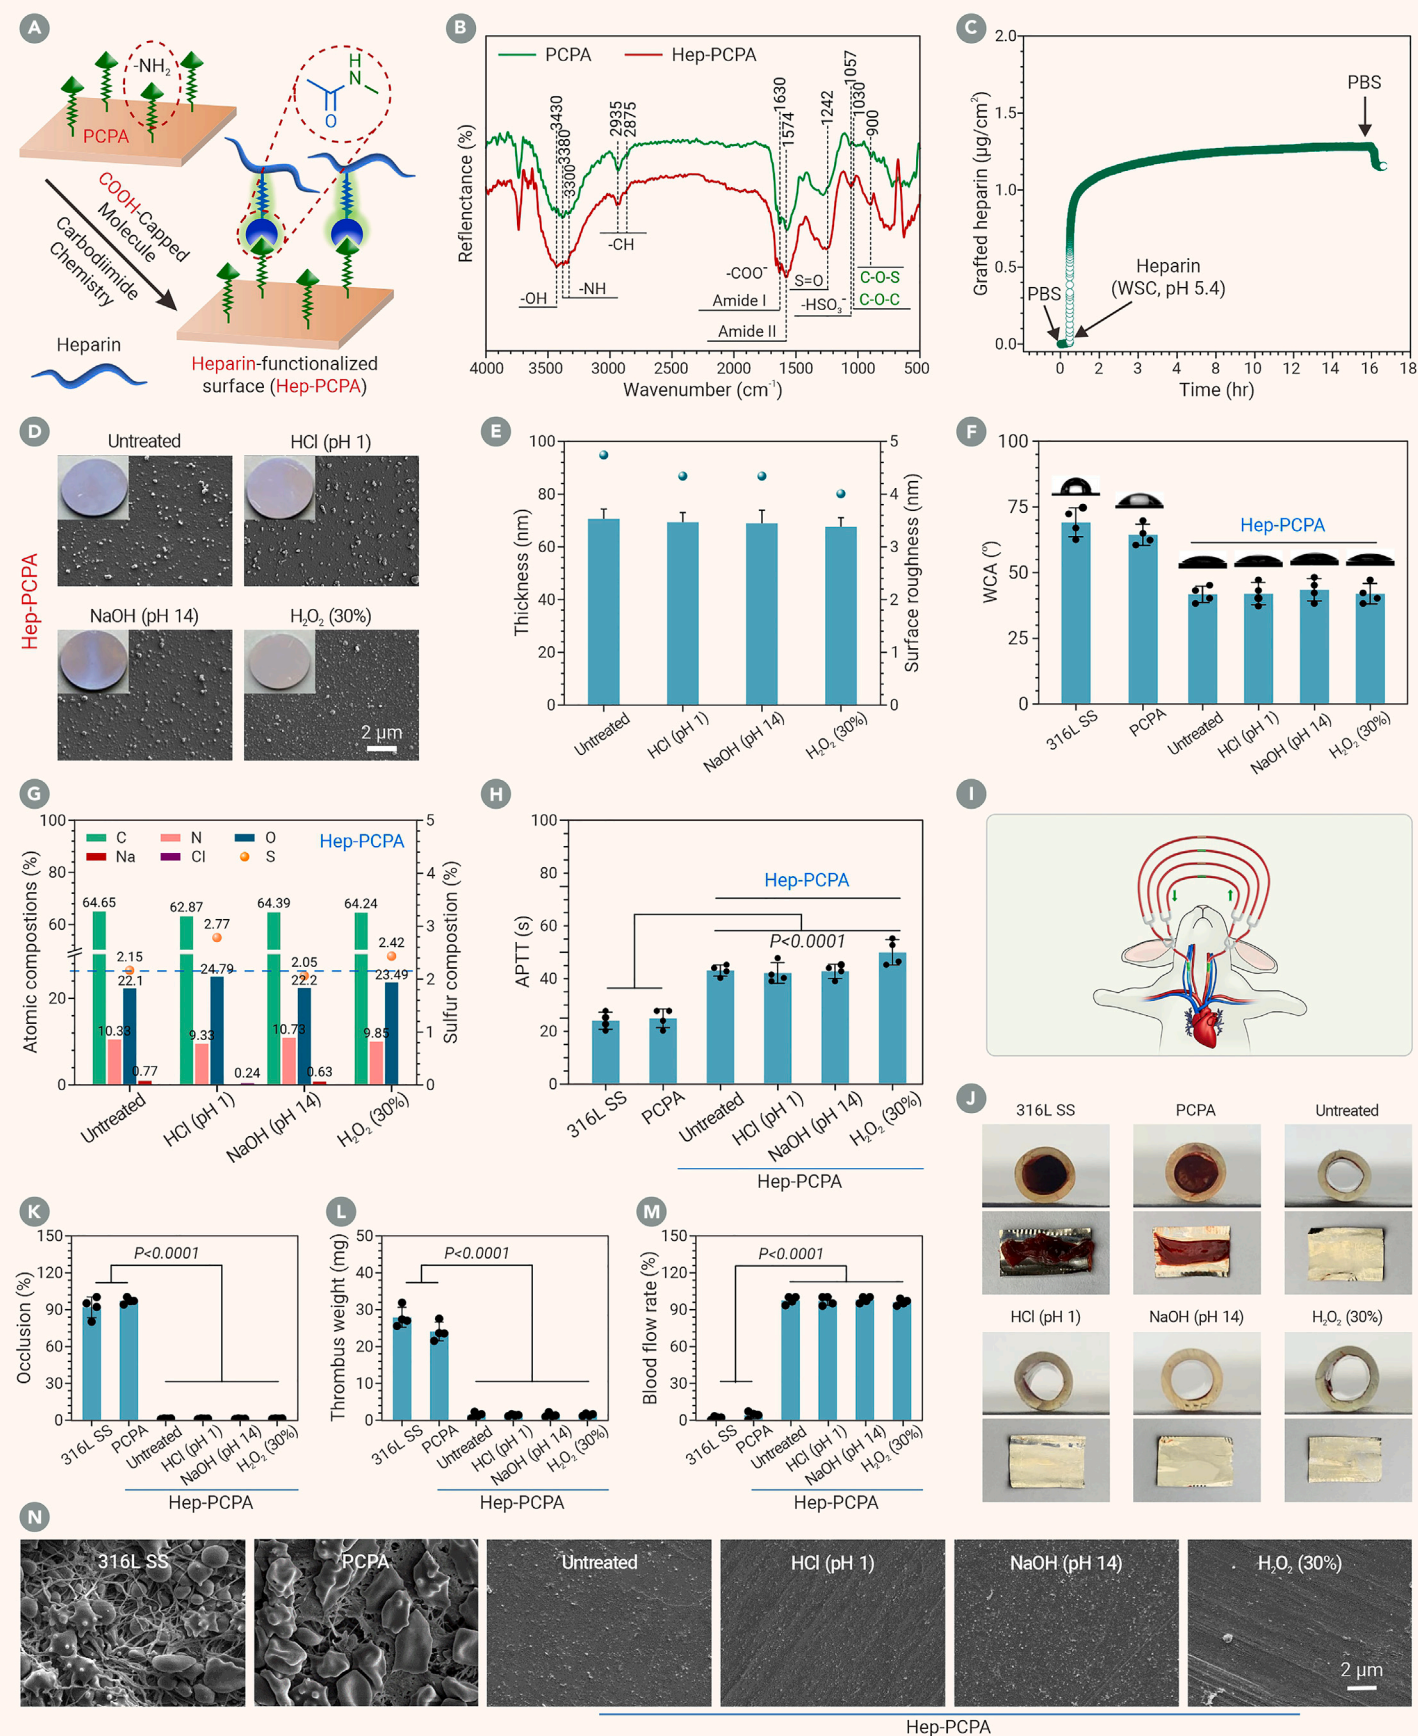 A
-NH2
PCPA
COOH-Capped
Molecule
Carbodiimide
Chemistry
H
N
O
Heparin
Heparin-functionalized
surface (Hep-PCPA)
B
PCPA
Hep-PCPA
Reflenctance (%)
3430
3380
3300
2935
2875
1630
1574
1242
1057
1030
900
-OH
-NH
-CH
-COO-
Amide I
Amide II
S=O
-HSO3-
C-O-S
C-O-C
4000 3500 3000 2500 2000 1500 1000 500
Wavenumber (cm-1)
C
Grafted heparin (µg/cm2)
2.0
1.5
1.0
0.5
0.0
PBS
PBS
Heparin
(WSC, pH 5.4)
0 2 3 4 6 8 10 12 14 16 18
Time (hr)
D
Hep-PCPA
Untreated
HCl (pH 1)
NaOH (pH 14)
H2O2 (30%)
2 µm
E
Thickness (nm)
100
80
60
40
20
0
Surface roughness (nm)
5
4
3
2
1
0
Untreated
HCl (pH 1)
NaOH (pH 14)
H2O2 (30%)
F
WCA (°)
100
75
50
25
0
Hep-PCPA
316L SS
PCPA
Untreated
HCl (pH 1)
NaOH (pH 14)
H2O2 (30%)
G
Atomic compostions (%)
100
80
60
20
0
C N O
Na Cl S
Hep-PCPA
64.65
2.15
22.1
10.33
0.77
62.87
2.77
24.79
9.33
0.24
64.39
2.05
22.2
10.73
0.63
64.24
2.42
23.49
9.85
Sulfur compostion (%)
5
4
3
2
1
0
Untreated
HCl (pH 1)
NaOH (pH 14)
H2O2 (30%)
H
APTT (s)
100
80
60
40
20
0
Hep-PCPA
P<0.0001
316L SS
PCPA
Untreated
HCl (pH 1)
NaOH (pH 14)
H2O2 (30%)
Hep-PCPA
I
J
316L SS
PCPA
Untreated
HCl (pH 1)
NaOH (pH 14)
H2O2 (30%)
K
Occlusion (%)
150
120
90
60
30
0
P<0.0001
316L SS
PCPA
Untreated
HCl (pH 1)
NaOH (pH 14)
H2O2 (30%)
Hep-PCPA
L
Thrombus weight (mg)
50
40
30
20
10
0
P<0.0001
316L SS
PCPA
Untreated
HCl (pH 1)
NaOH (pH 14)
H2O2 (30%)
Hep-PCPA
M
Blood flow rate (%)
150
120
90
60
30
0
P<0.0001
316L SS
PCPA
Untreated
HCl (pH 1)
NaOH (pH 14)
H2O2 (30%)
Hep-PCPA
N
316L SS
PCPA
Untreated
HCl (pH 1)
NaOH (pH 14)
H2O2 (30%)
2 µm
Hep-PCPA